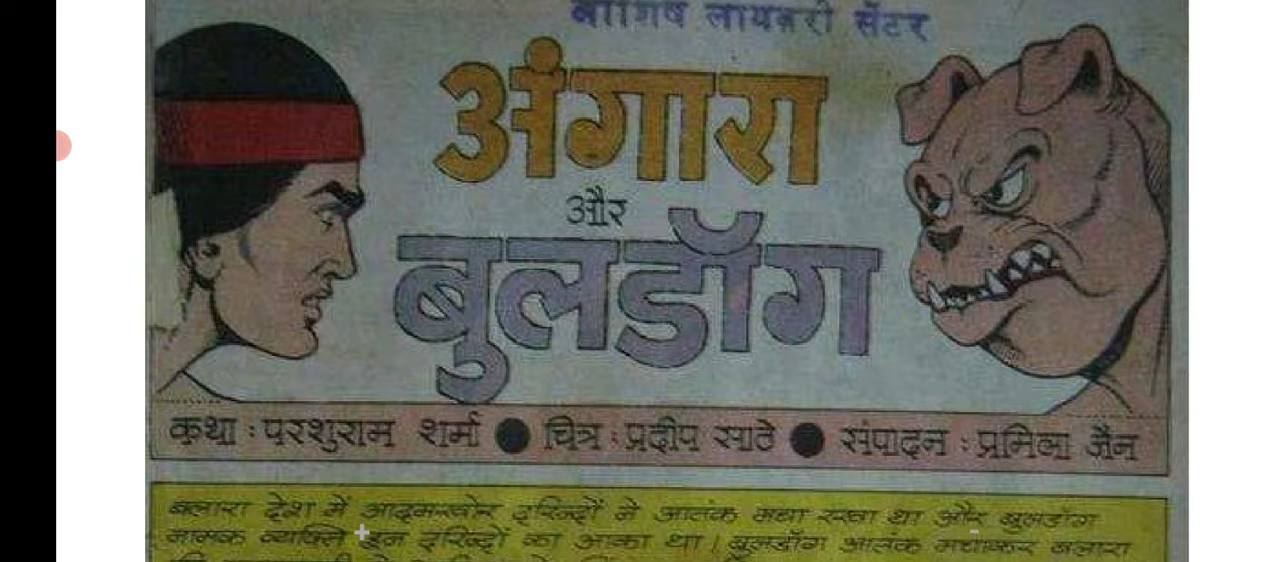 वाशिष लायब्ररी सेंटर
अंगारा
और
बुलडॉग
कथा : परशुराम शर्मा ● चित्र : प्रदीप साठे ● संपादन : प्रमिला जैन
बलारा देश में आदमखोर दरिन्दों ने आतंक मचा रखा था और बुलडॉग
नामक व्यक्ति इन दरिन्दों का आका था। बुलडॉग आतंक मचाकर बलारा